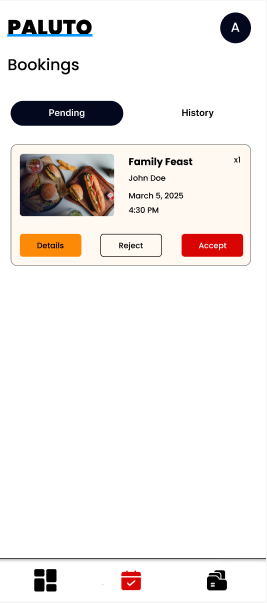 PALUTO
A
Bookings
Pending
History
Family Feast
x1
John Doe
March 5, 2025
4:30 PM
Details
Reject
Accept